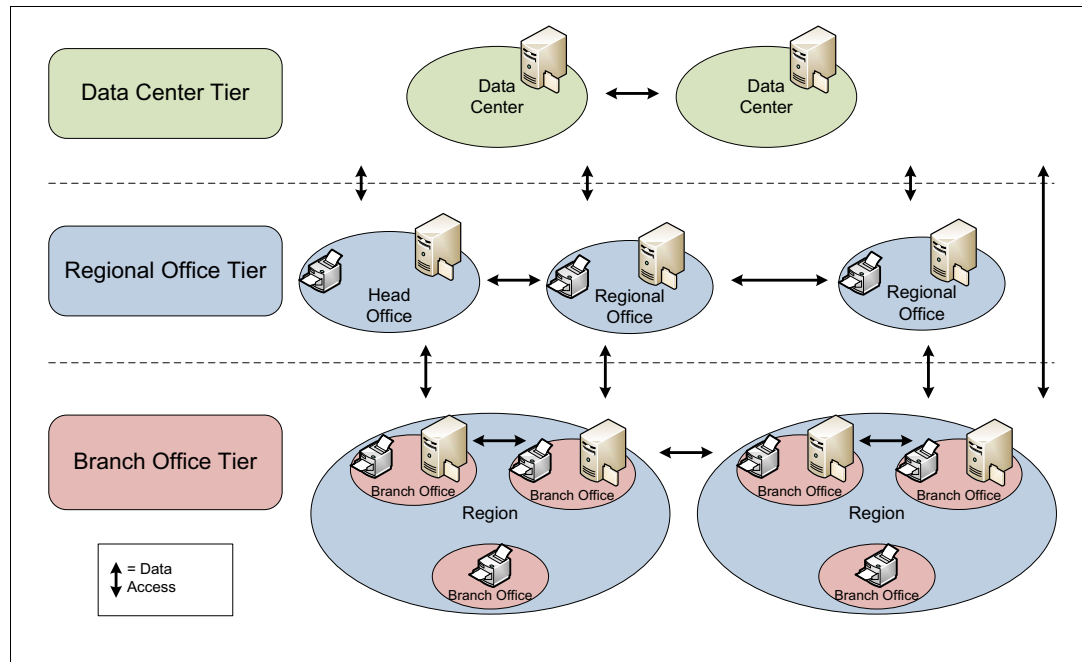 Data Center Tier
Data
Center
Data
Center
Regional Office Tier
Head
Office
Regional
Office
Regional
Office
Branch Office Tier
Branch Office
Branch Office
Region
Branch Office
Branch Office
Branch Office
Region
Branch Office
= Data
Access